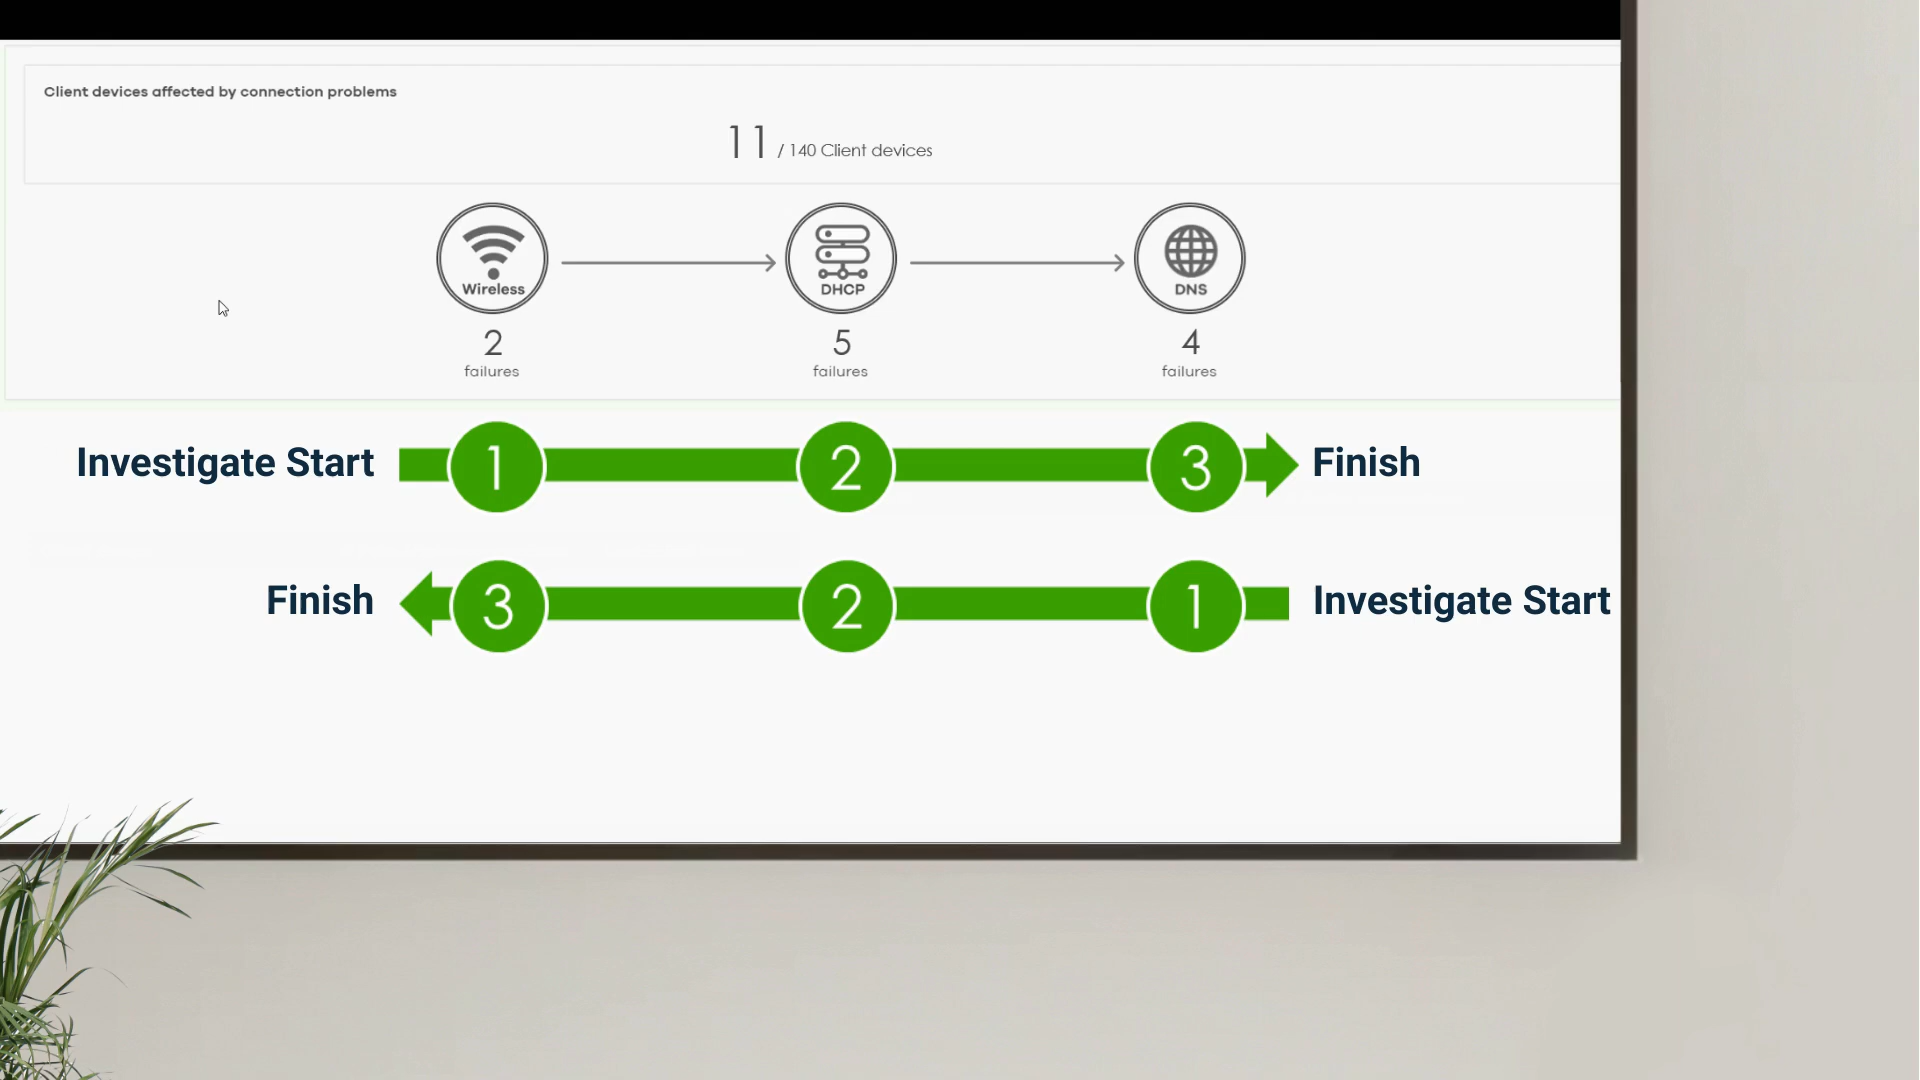 Client devices affected by connection problems
11 / 140 Client devices
Wireless
DHCP
DNS
2
5
4
failures
failures
failures
Investigate Start
1
2
3
Finish
Finish
3
2
1
Investigate Start